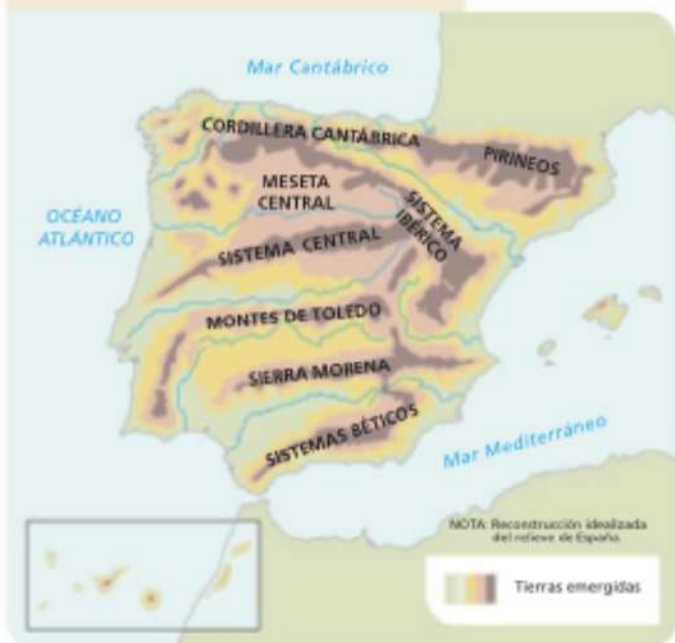 Mar Cantábrico
CORDILLERA CANTÁBRICA
PIRINEOS
MESETA
CENTRAL
SISTEMA
IBÉRICO
OCÉANO
ATLÁNTICO
SISTEMA CENTRAL
MONTES DE TOLEDO
SIERRA MORENA
SISTEMAS BÉTICOS
Mar Mediterráneo
NOTA: Reconstrucción idealizada
del relieve de España.
Tierras emergidas